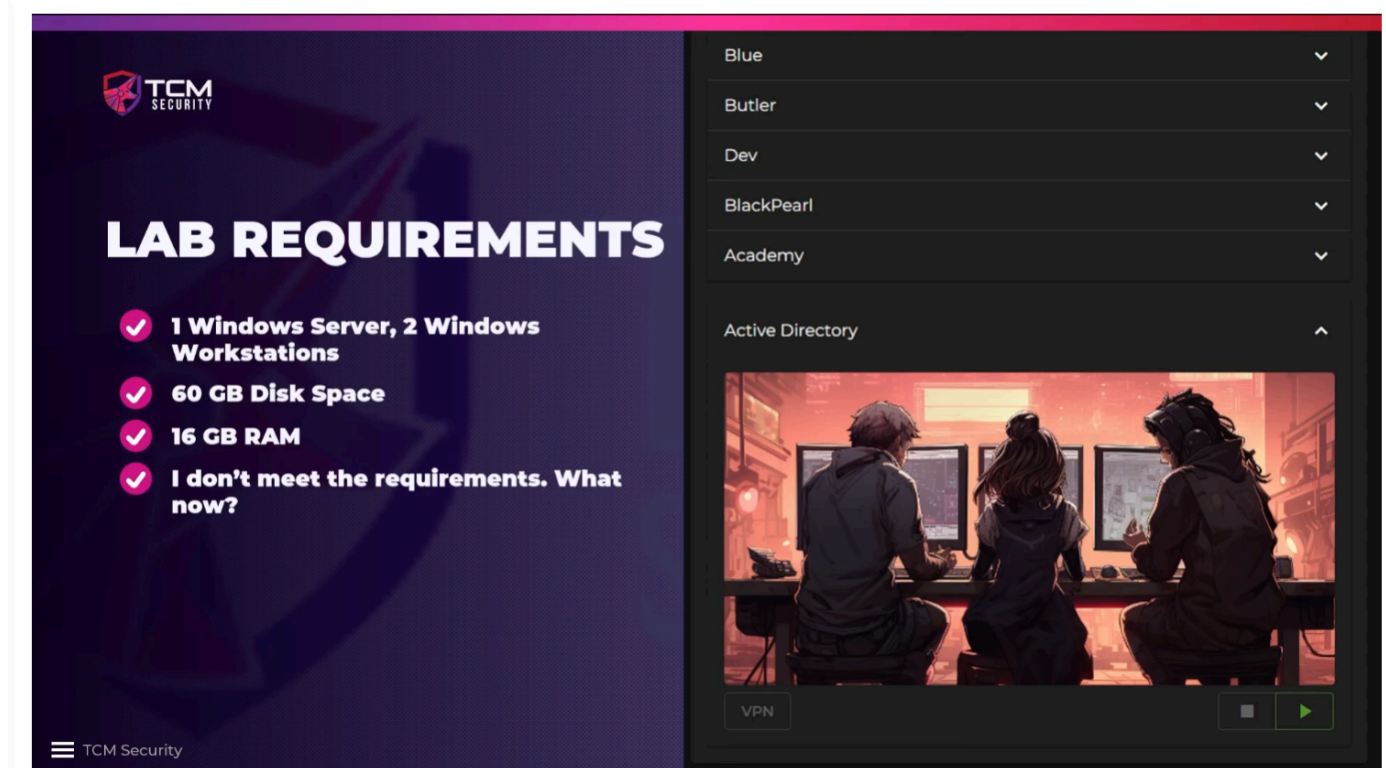 TCM
SECURITY
LAB REQUIREMENTS
1 Windows Server, 2 Windows
Workstations
60 GB Disk Space
16 GB RAM
I don't meet the requirements. What
now?
TCM Security
Blue
Butler
Dev
BlackPearl
Academy
Active Directory
VPN